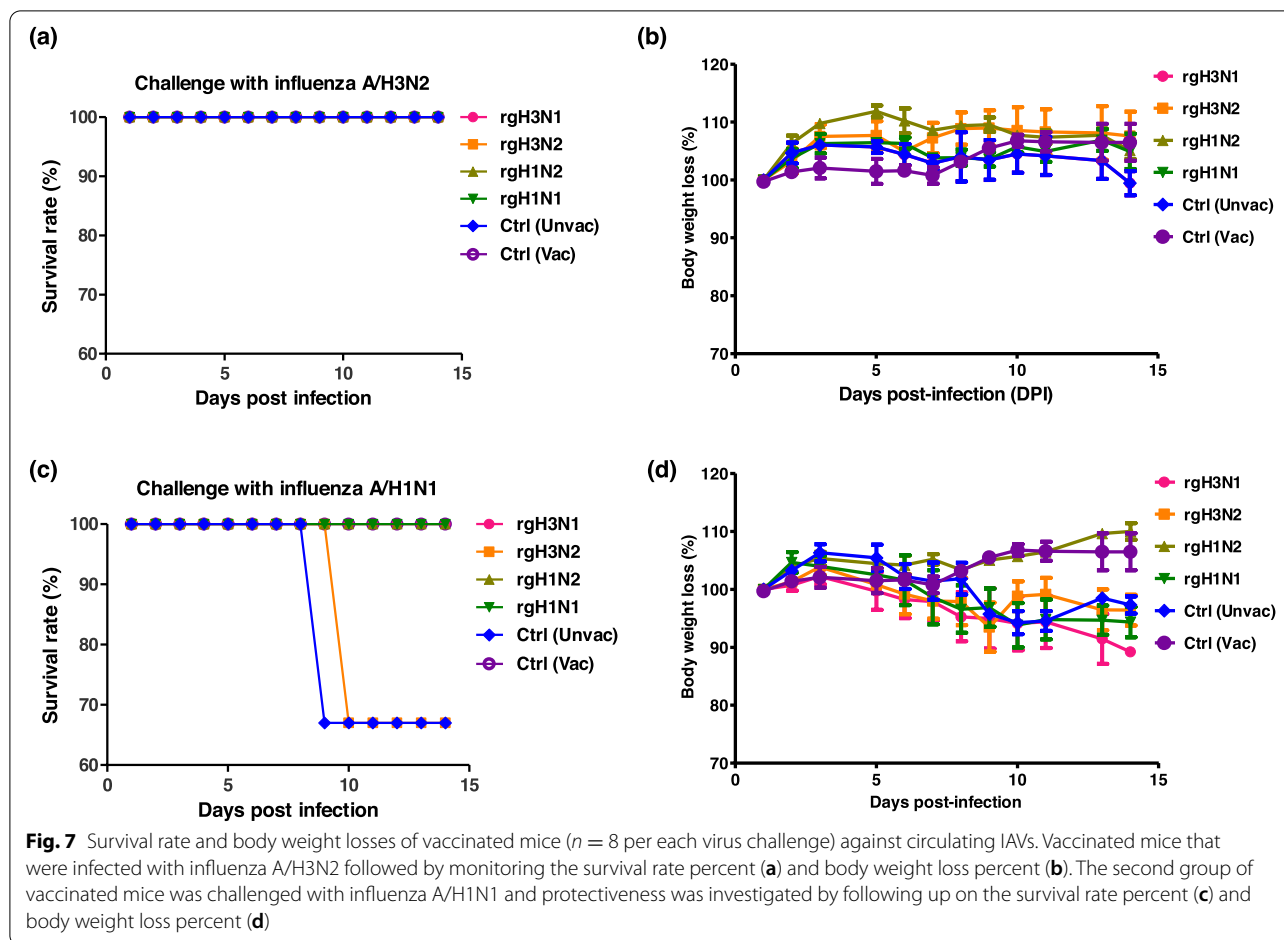 (a)
Challenge with influenza A/H3N2
Survival rate (%)
100
90
80
70
60
0
5
10
15
Days post infection
rgH3N1
rgH3N2
rgH1N2
rgH1N1
Ctrl (Unvac)
Ctrl (Vac)
(b)
Body weight loss (%)
120
110
100
90
80
70
0
5
10
15
Days post-infection (DPI)
rgH3N1
rgH3N2
rgH1N2
rgH1N1
Ctrl (Unvac)
Ctrl (Vac)
(c)
Challenge with influenza A/H1N1
Survival rate (%)
100
90
80
70
60
0
5
10
15
Days post infection
rgH3N1
rgH3N2
rgH1N2
rgH1N1
Ctrl (Unvac)
Ctrl (Vac)
(d)
Body weight loss (%)
120
110
100
90
80
70
0
5
10
15
Days post-infection
rgH3N1
rgH3N2
rgH1N2
rgH1N1
Ctrl (Unvac)
Ctrl (Vac)
Fig. 7 Survival rate and body weight losses of vaccinated mice (n = 8 per each virus challenge) against circulating IAVs. Vaccinated mice that
were infected with influenza A/H3N2 followed by monitoring the survival rate percent (a) and body weight loss percent (b). The second group of
vaccinated mice was challenged with influenza A/H1N1 and protectiveness was investigated by following up on the survival rate percent (c) and
body weight loss percent (d)